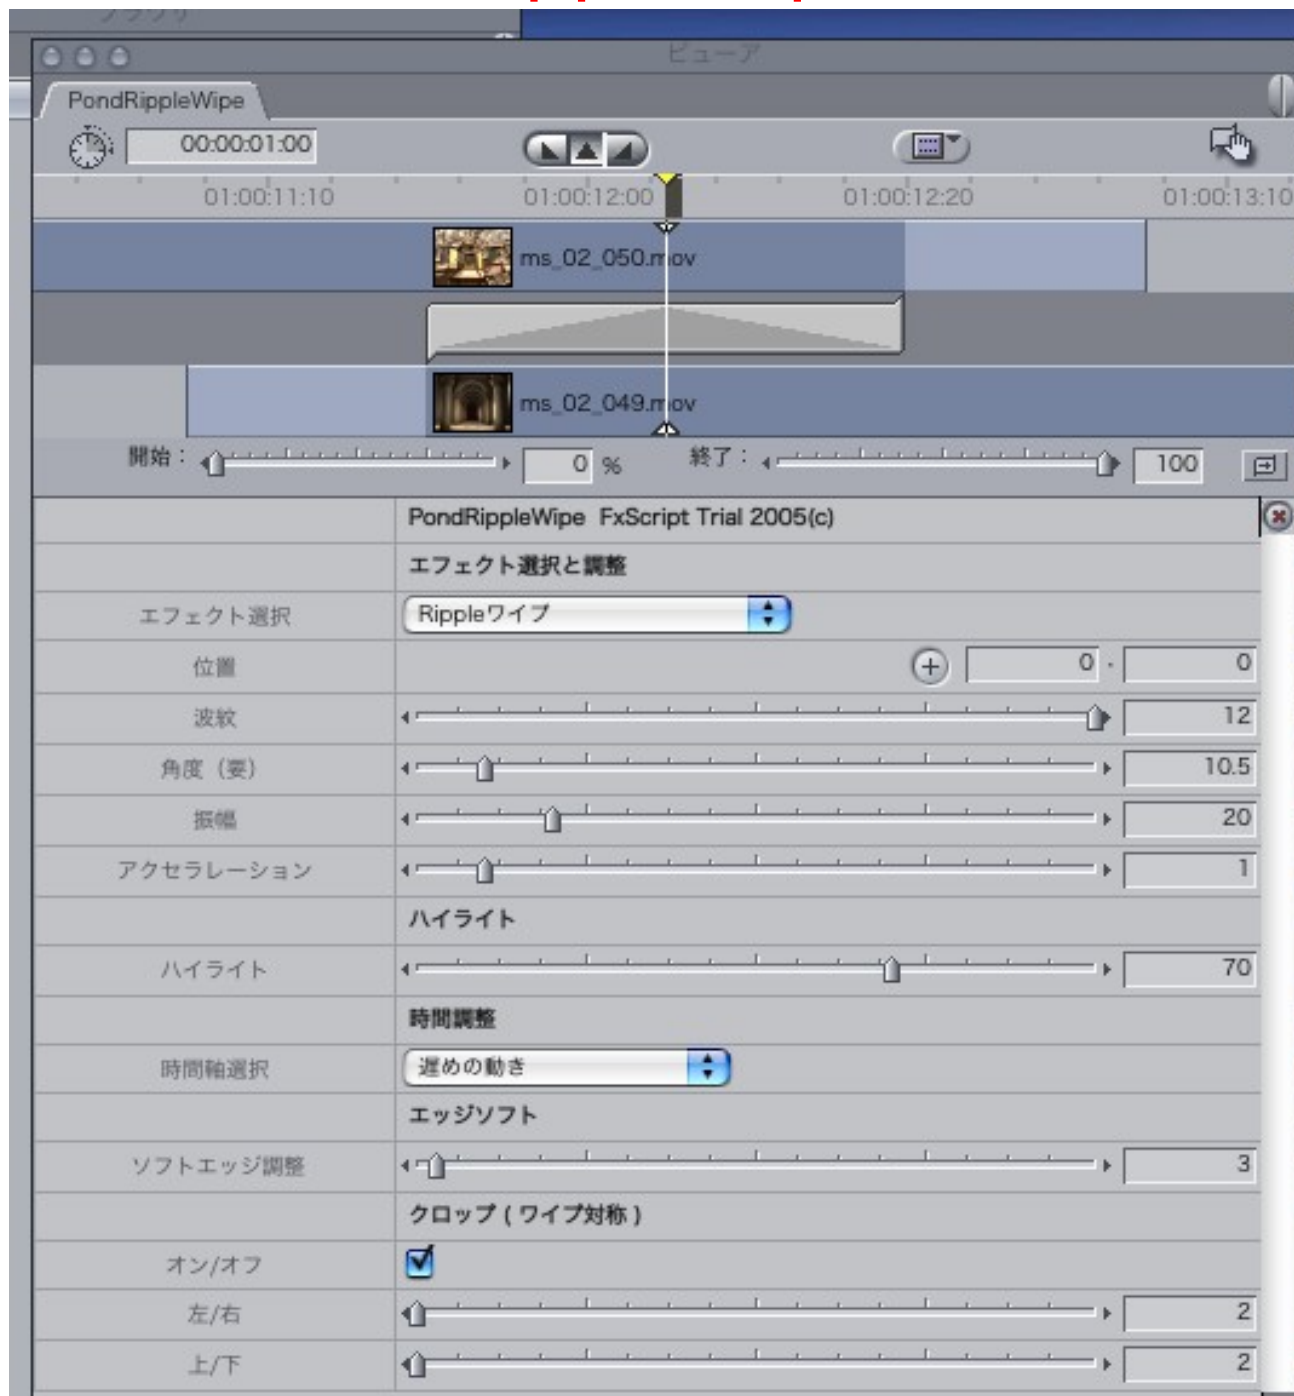 ブラウザ
ビューア
PondRippleWipe
00:00:01:00
01:00:11:10 01:00:12:00 01:00:12:20 01:00:13:10
ms_02_050.mov
ms_02_049.mov
開始: 0 % 終了: 100
PondRippleWipe FxScript Trial 2005(c)
エフェクト選択と調整
エフェクト選択 Rippleワイプ
位置 0 . 0
波紋 12
角度（要） 10.5
振幅 20
アクセラレーション 1
ハイライト
ハイライト 70
時間調整
時間軸選択 遅めの動き
エッジソフト
ソフトエッジ調整 3
クロップ ( ワイプ対称 )
オン/オフ
左/右 2
上/下 2